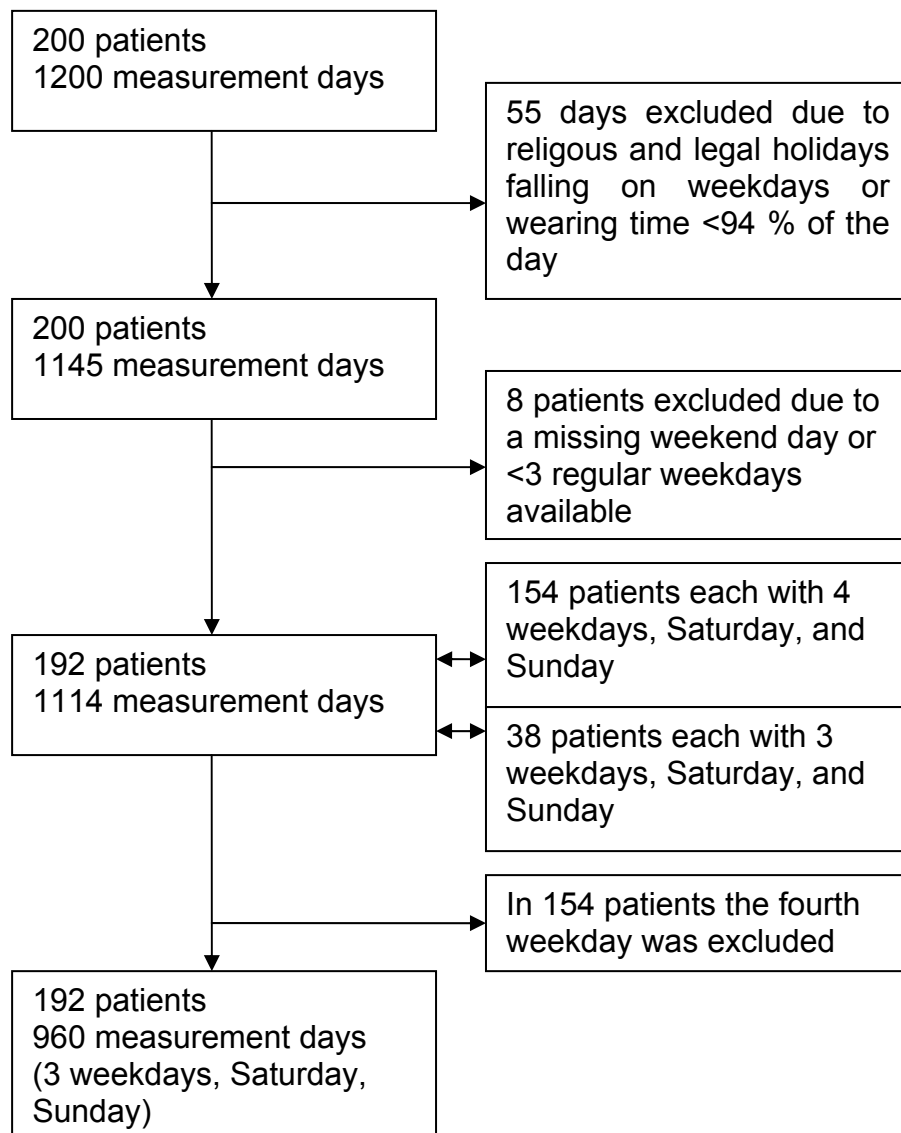 200 patients
1200 measurement days
55 days excluded due to
religous and legal holidays
falling on weekdays or
wearing time <94 % of the
day
200 patients
1145 measurement days
8 patients excluded due to
a missing weekend day or
<3 regular weekdays
available
154 patients each with 4
weekdays, Saturday, and
Sunday
192 patients
1114 measurement days
38 patients each with 3
weekdays, Saturday, and
Sunday
In 154 patients the fourth
weekday was excluded
192 patients
960 measurement days
(3 weekdays, Saturday,
Sunday)